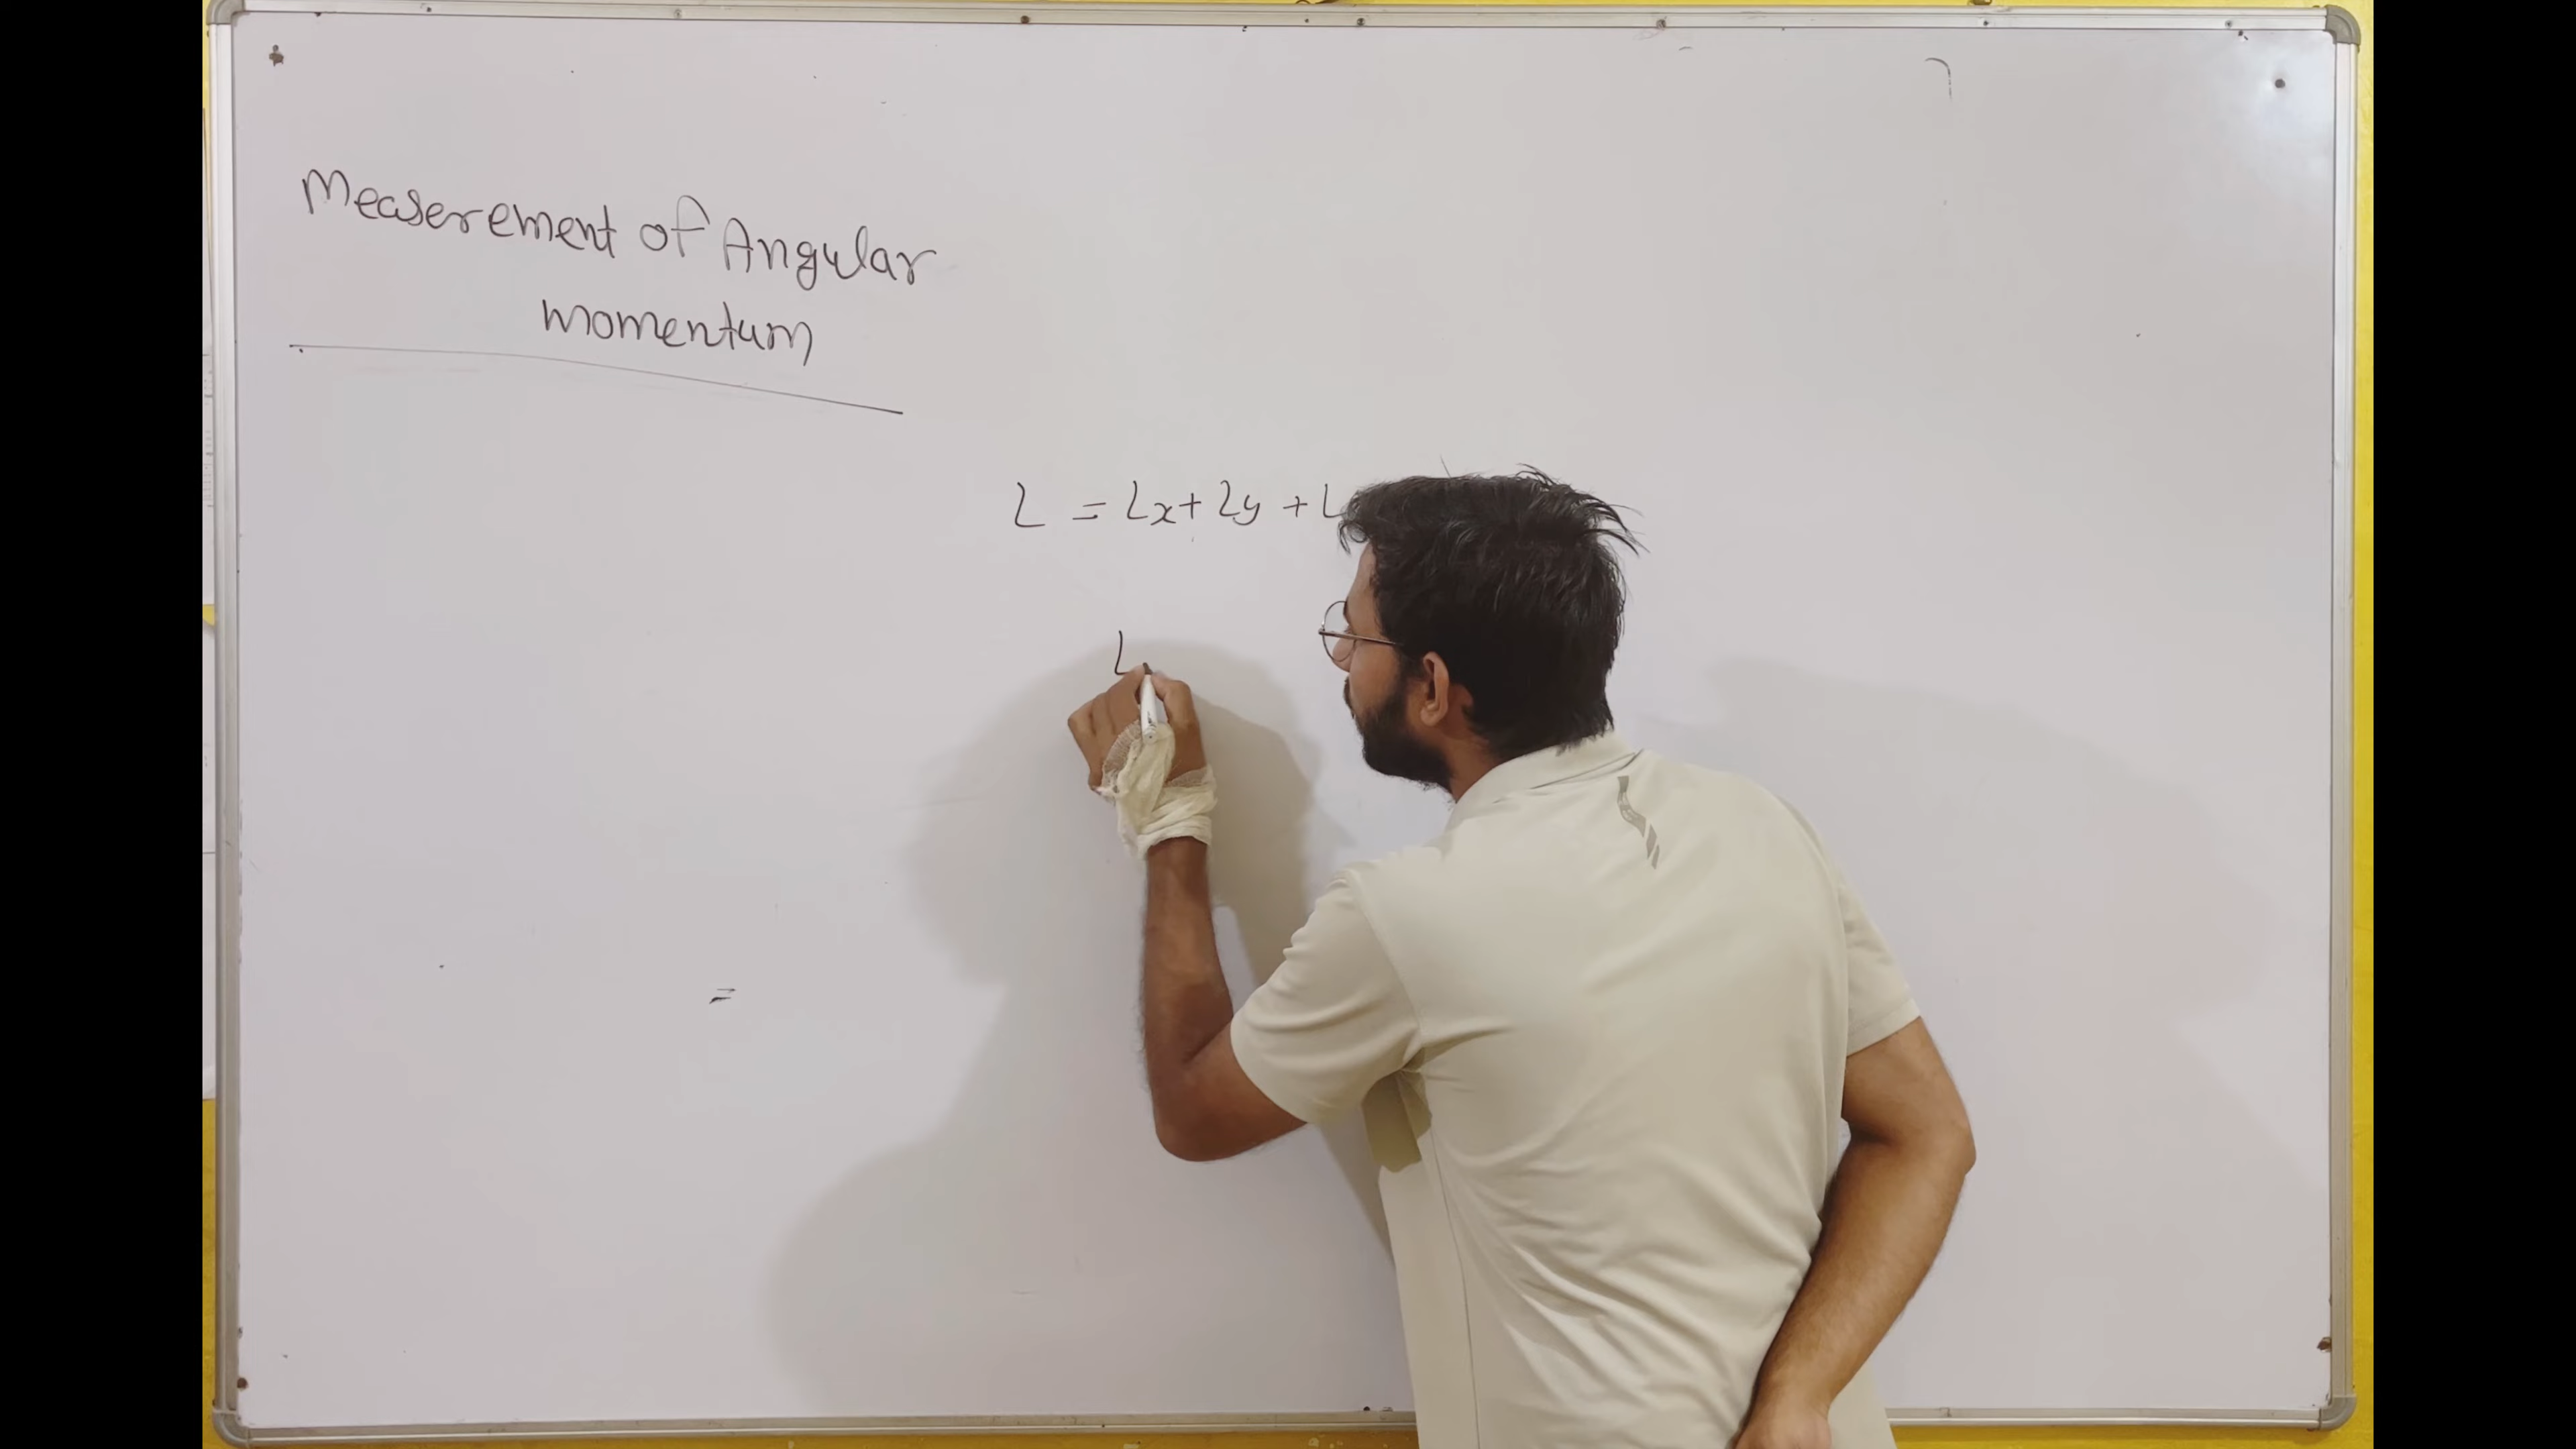 Measerement of Angular
momentum
L = Lx + Ly + L
L
=